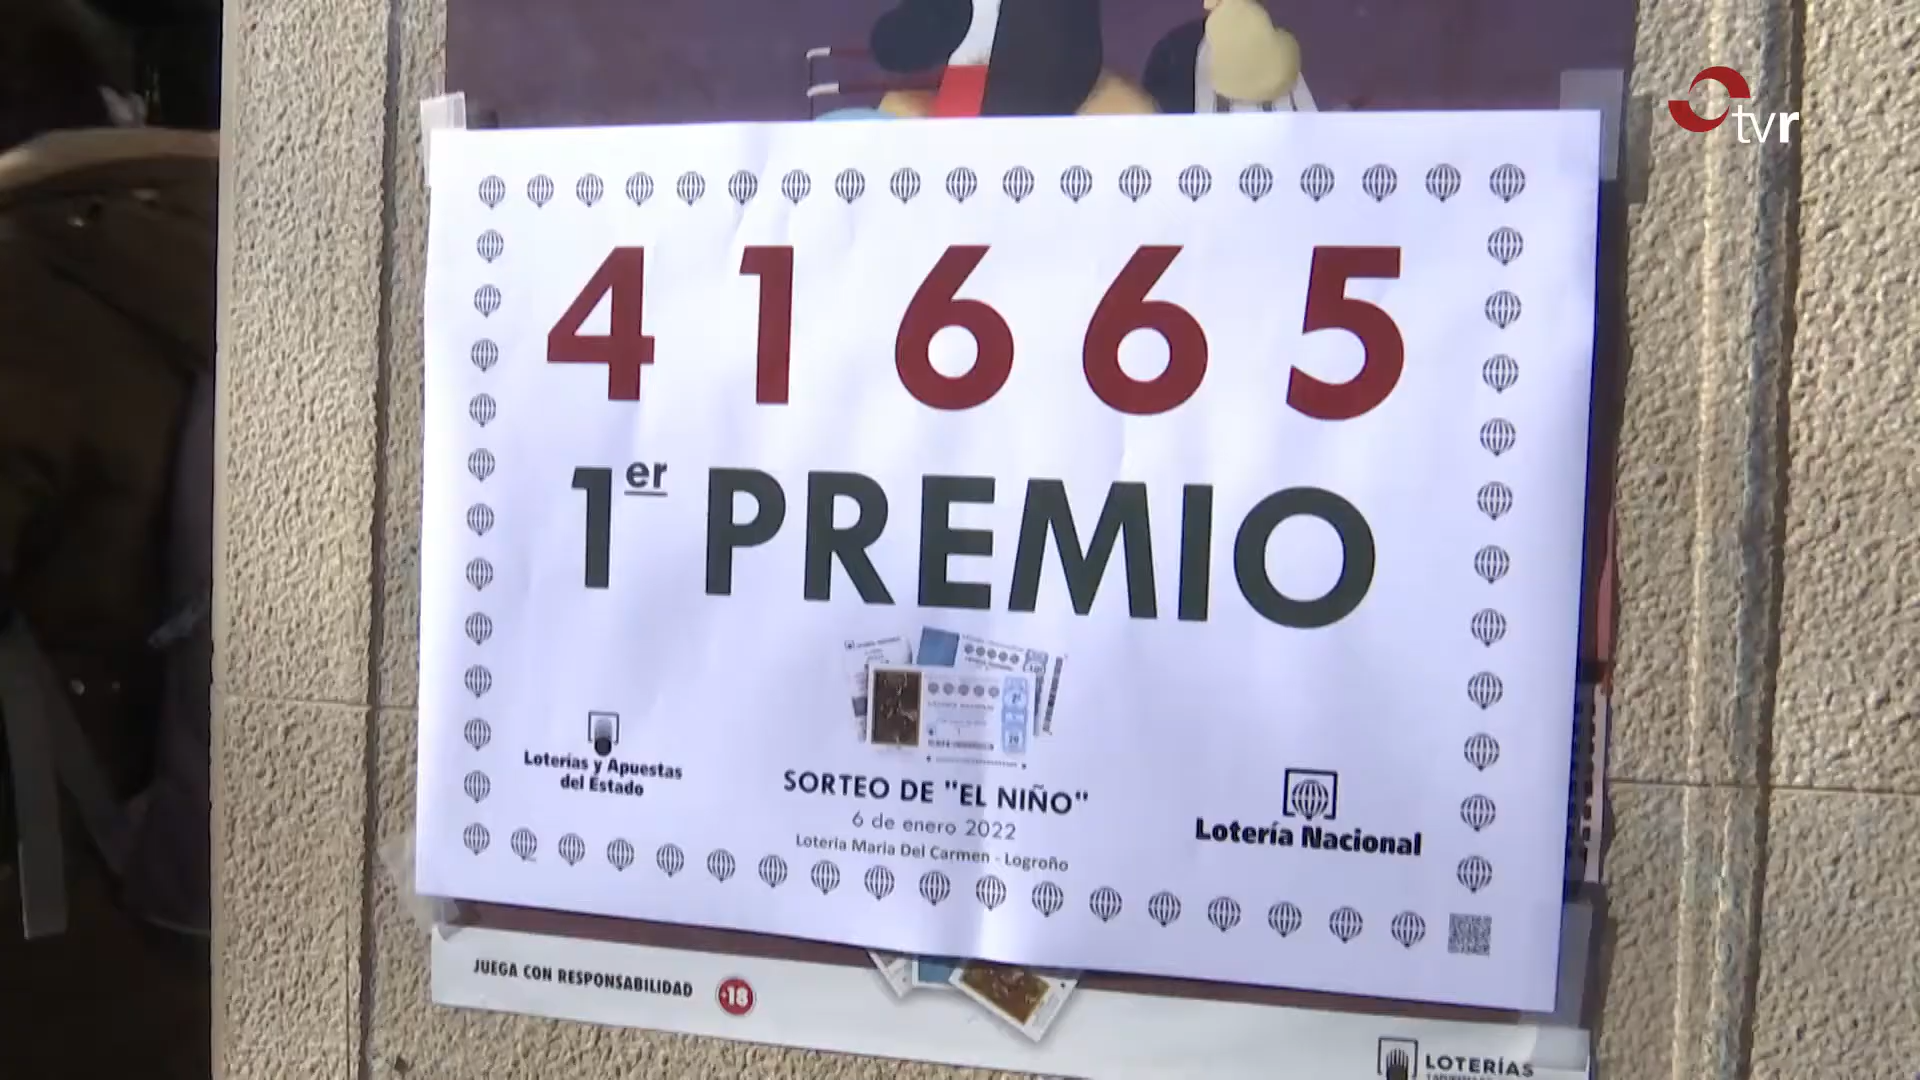 tvr
41665
1er PREMIO
Loterías y Apuestas
del Estado
SORTEO DE "EL NIÑO"
6 de enero 2022
Lotería Maria Del Carmen - Logroño
Lotería Nacional
JUEGA CON RESPONSABILIDAD
+18
LOTERÍAS